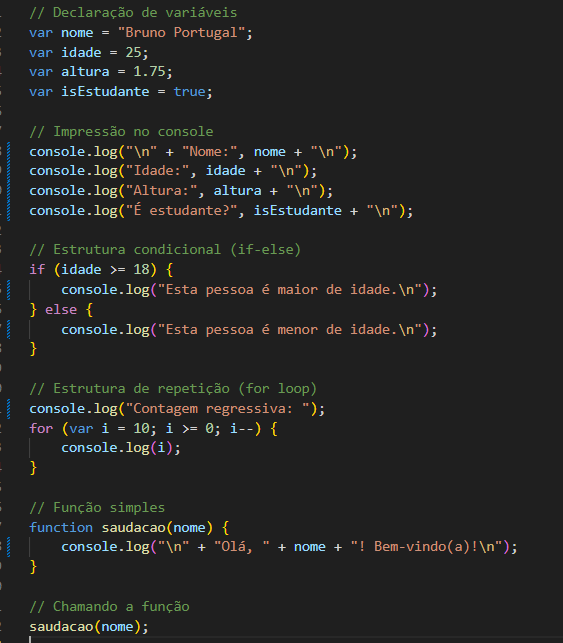 // Declaração de variáveis
var nome = "Bruno Portugal";
var idade = 25;
var altura = 1.75;
var isEstudante = true;
// Impressão no console
console.log("\n" + "Nome:", nome + "\n");
console.log("Idade:", idade + "\n");
console.log("Altura:", altura + "\n");
console.log("É estudante?", isEstudante + "\n");
// Estrutura condicional (if-else)
if (idade >= 18) {
    console.log("Esta pessoa é maior de idade.\n");
} else {
    console.log("Esta pessoa é menor de idade.\n");
}
// Estrutura de repetição (for loop)
console.log("Contagem regressiva: ");
for (var i = 10; i >= 0; i--) {
    console.log(i);
}
// Função simples
function saudacao(nome) {
    console.log("\n" + "Olá, " + nome + "! Bem-vindo(a)!\n");
}
// Chamando a função
saudacao(nome);